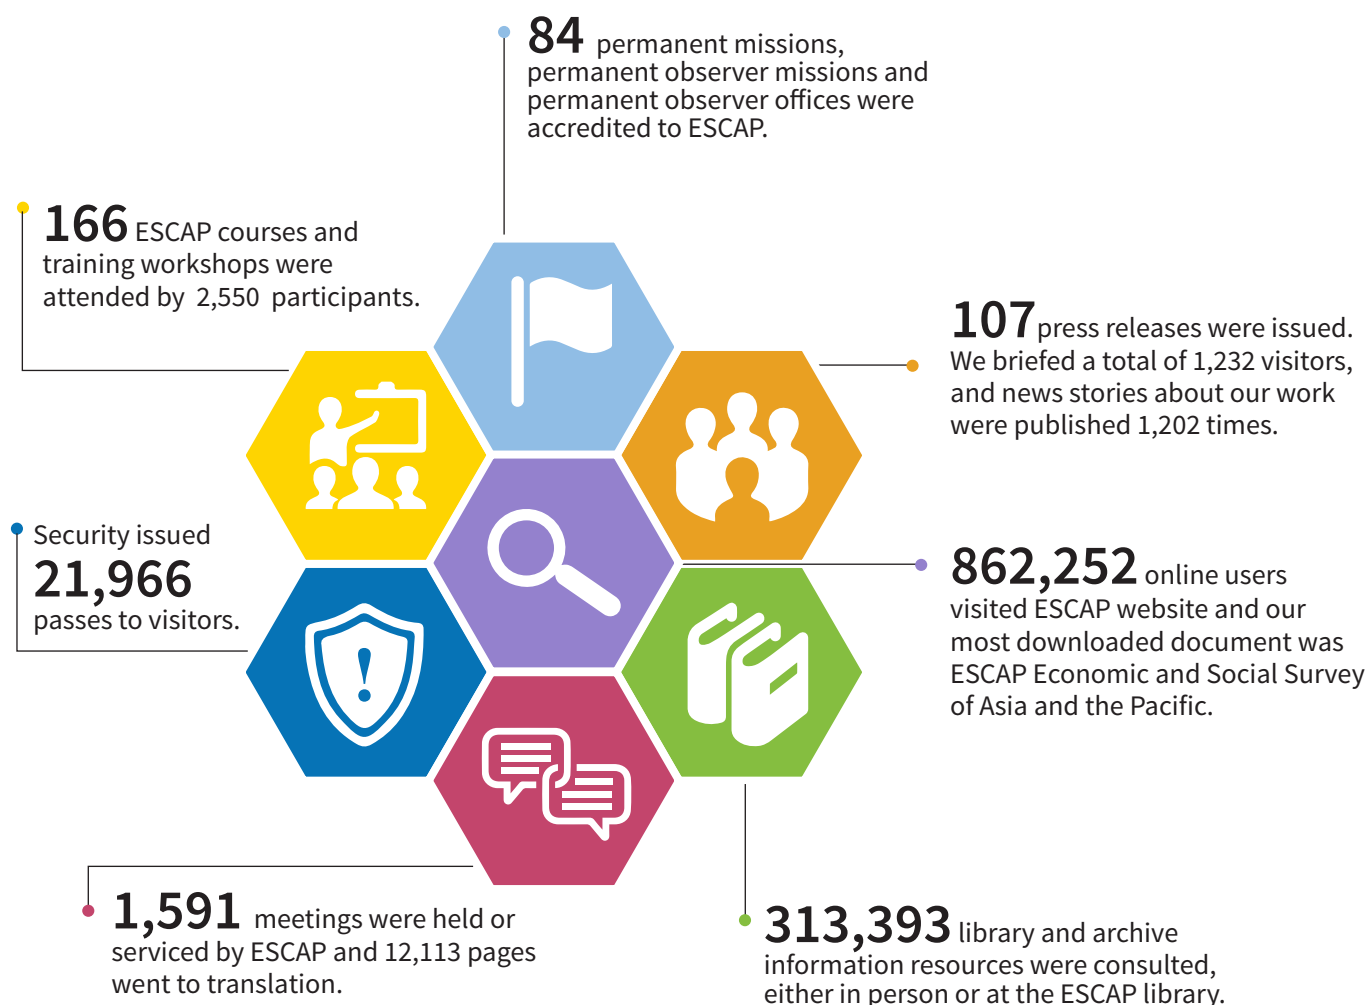 84 permanent missions,
permanent observer missions and
permanent observer offices were
accredited to ESCAP.
166 ESCAP courses and
training workshops were
attended by 2,550 participants.
107 press releases were issued.
We briefed a total of 1,232 visitors,
and news stories about our work
were published 1,202 times.
Security issued
21,966
passes to visitors.
862,252 online users
visited ESCAP website and our
most downloaded document was
ESCAP Economic and Social Survey
of Asia and the Pacific.
1,591 meetings were held or
serviced by ESCAP and 12,113 pages
went to translation.
313,393 library and archive
information resources were consulted,
either in person or at the ESCAP library.